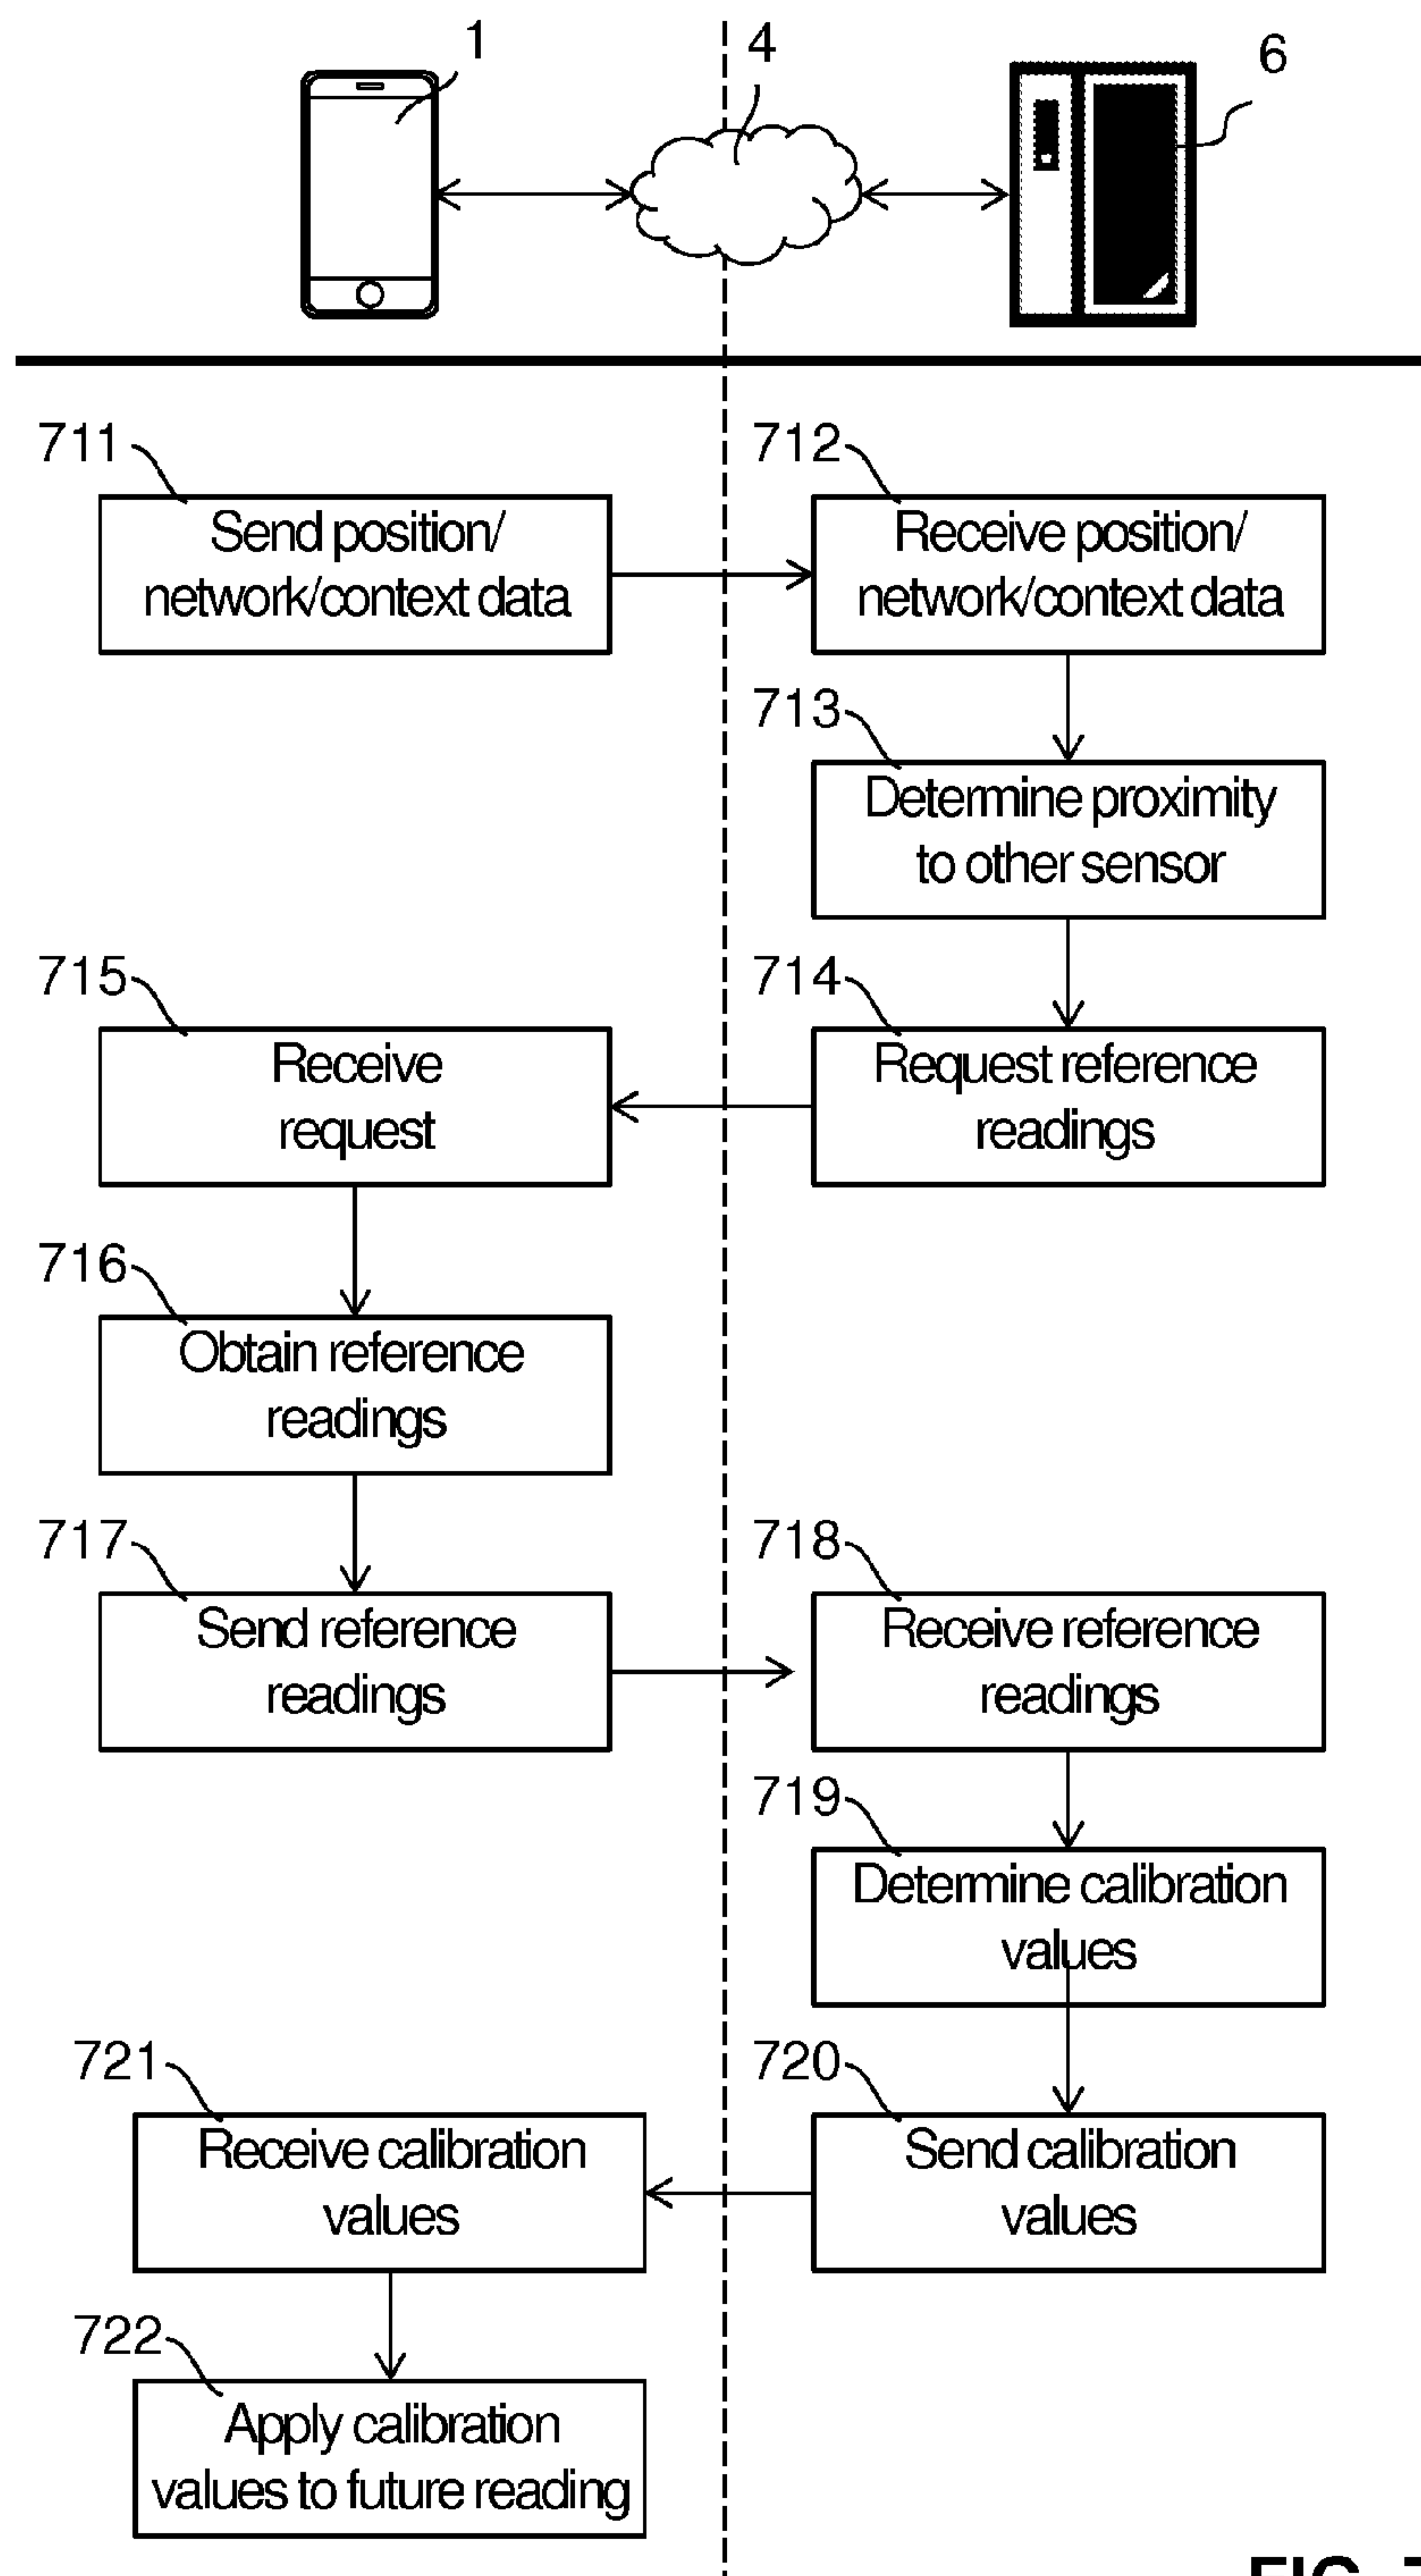 1
4
6
711
712
Send position/
network/context data
Receive position/
network/context data
713
Determine proximity
to other sensor
715
714
Receive
request
Request reference
readings
716
Obtain reference
readings
717
718
Send reference
readings
Receive reference
readings
719
Determine calibration
values
721
720
Receive calibration
values
Send calibration
values
722
Apply calibration
values to future reading